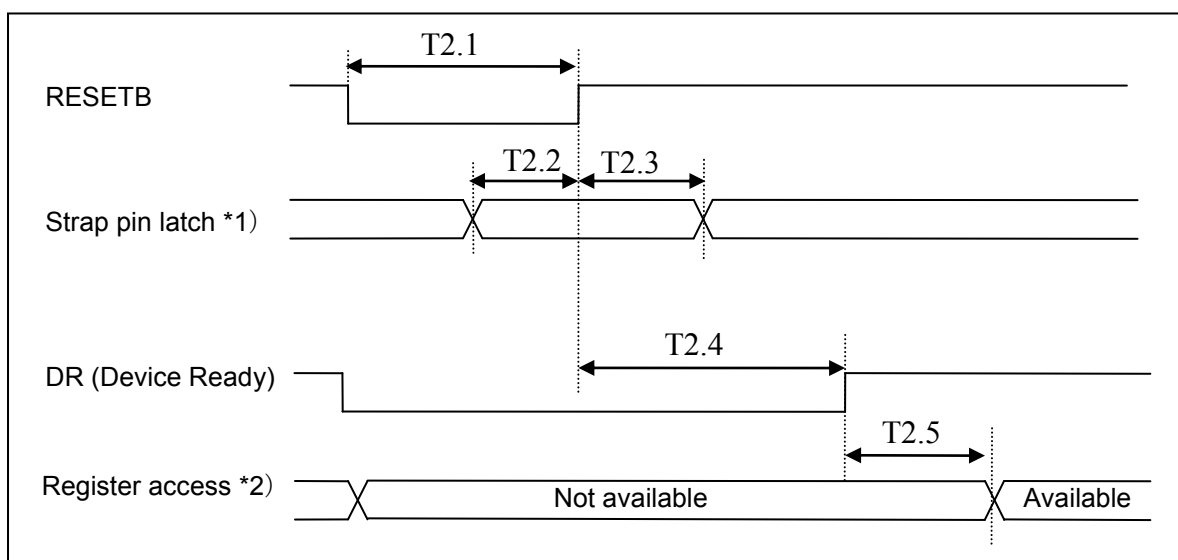 T2.1
RESETB
T2.2 T2.3
Strap pin latch *1）
T2.4
DR (Device Ready)
T2.5
Register access *2） Not available Available